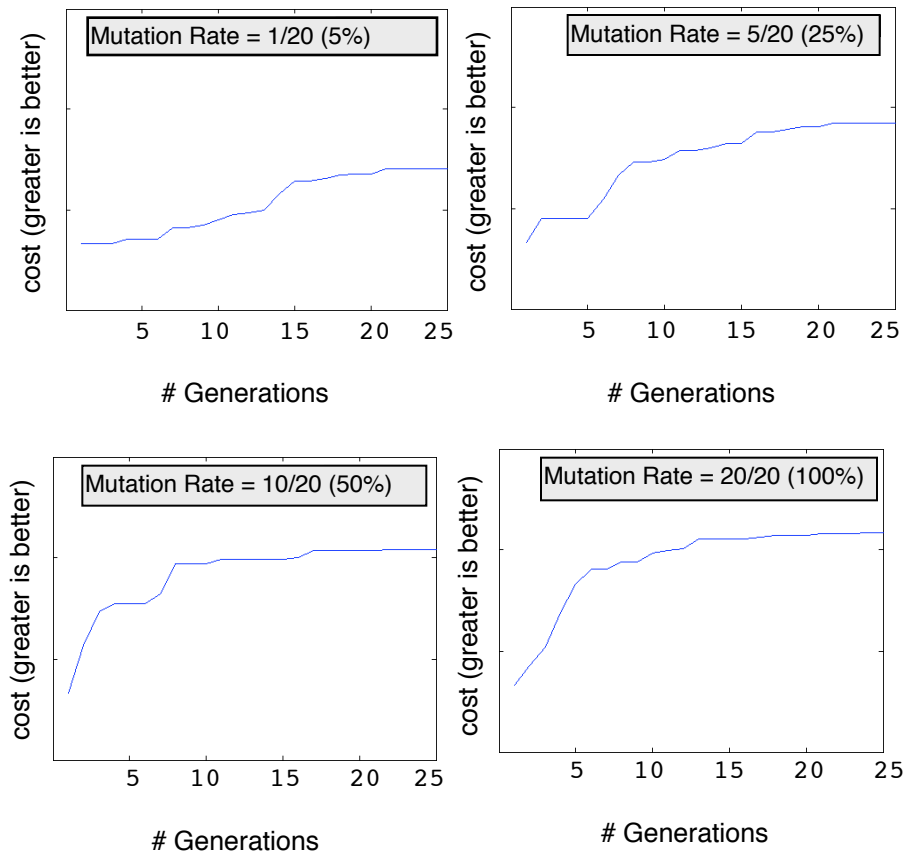 Mutation Rate = 1/20 (5%)
cost (greater is better)
5 10 15 20 25
# Generations
Mutation Rate = 5/20 (25%)
cost (greater is better)
5 10 15 20 25
# Generations
Mutation Rate = 10/20 (50%)
cost (greater is better)
5 10 15 20 25
# Generations
Mutation Rate = 20/20 (100%)
cost (greater is better)
5 10 15 20 25
# Generations